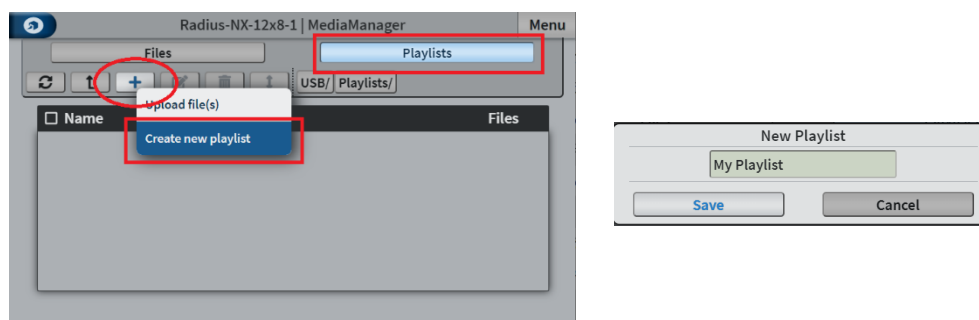 Radius-NX-12x8-1 | MediaManager
Menu
Files
Playlists
USB/ Playlists/
Upload file(s)
Name
Files
Create new playlist
New Playlist
My Playlist
Save
Cancel